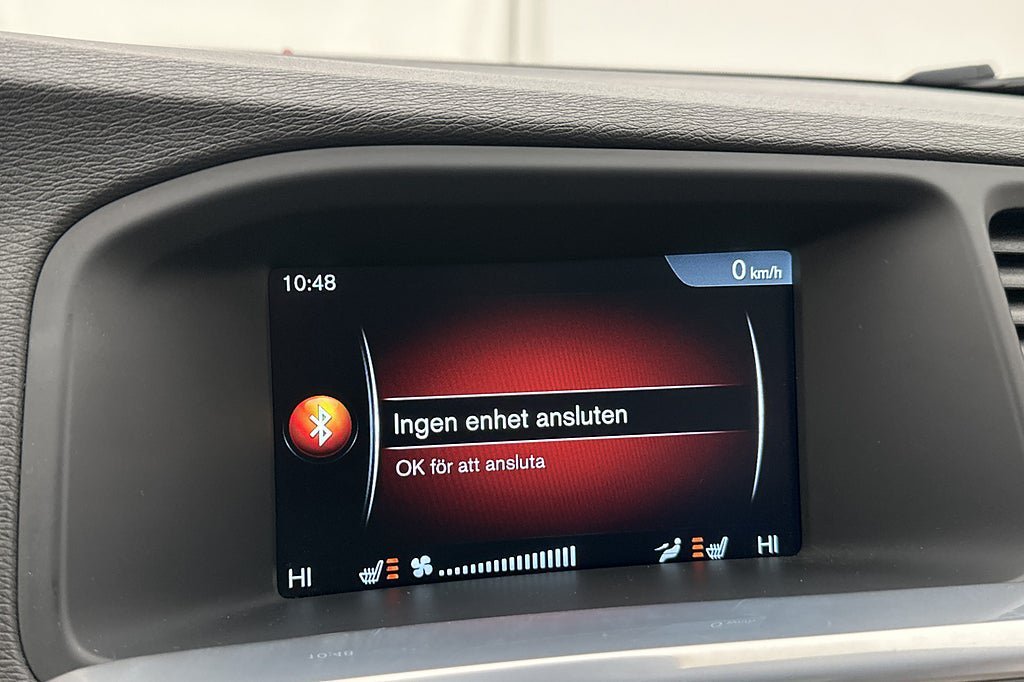 10:48
0 km/h
Ingen enhet ansluten
OK för att ansluta
HI
HI